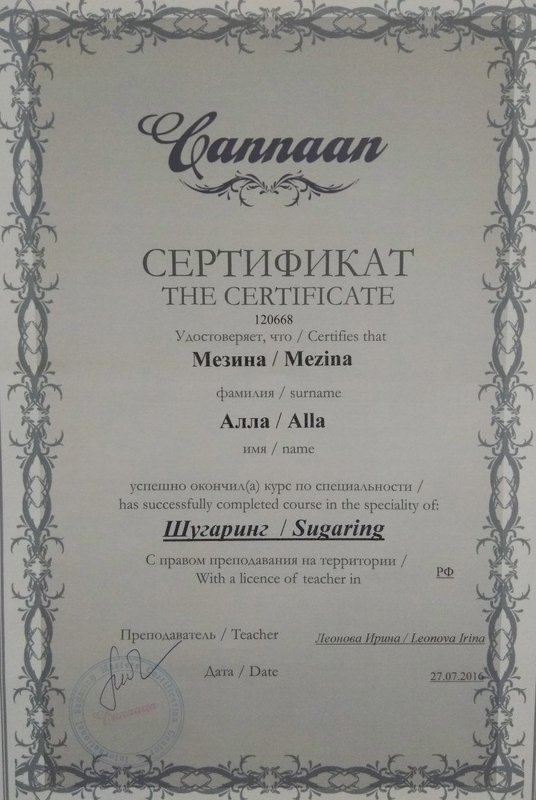 Cannaan
СЕРТИФИКАТ
THE CERTIFICATE
120668
Удостоверяет, что / Certifies that
Мезина / Mezina
фамилия / surname
Алла / Alla
имя / name
успешно окончил(а) курс по специальности /
has successfully completed course in the speciality of:
Шугаринг / Sugaring
С правом преподавания на территории /
With a licence of teacher in
РФ
Преподаватель / Teacher
Леонова Ирина / Leonova Irina
Дата / Date
27.07.2016
Cannaan